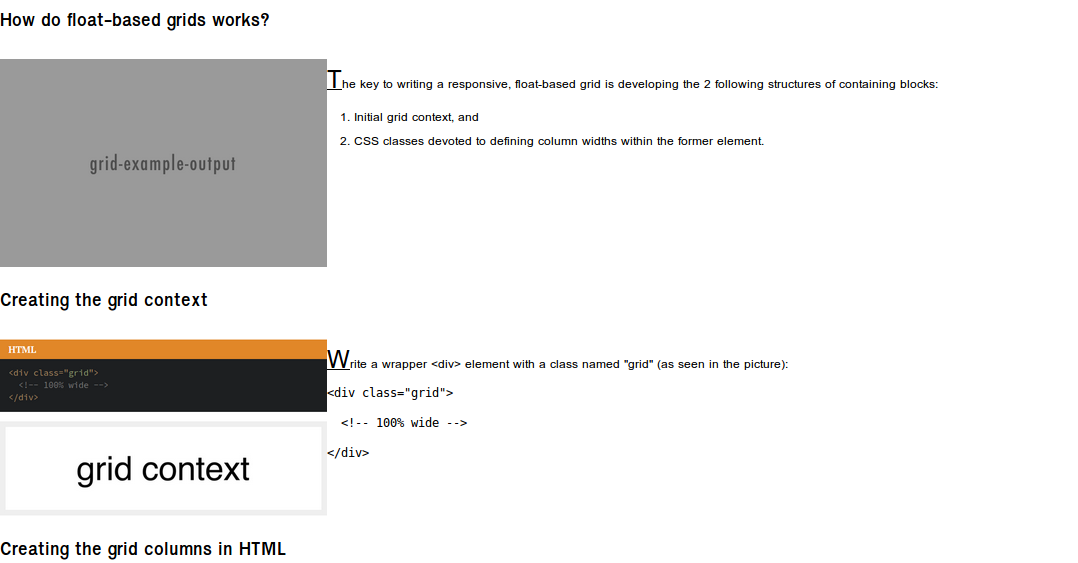 How do float-based grids works?
grid-example-output
The key to writing a responsive, float-based grid is developing the 2 following structures of containing blocks:
1. Initial grid context, and
2. CSS classes devoted to defining column widths within the former element.
Creating the grid context
HTML
<div class="grid">
<!-- 100% wide -->
</div>
grid context
Write a wrapper <div> element with a class named "grid" (as seen in the picture):
<div class="grid">
<!-- 100% wide -->
</div>
Creating the grid columns in HTML